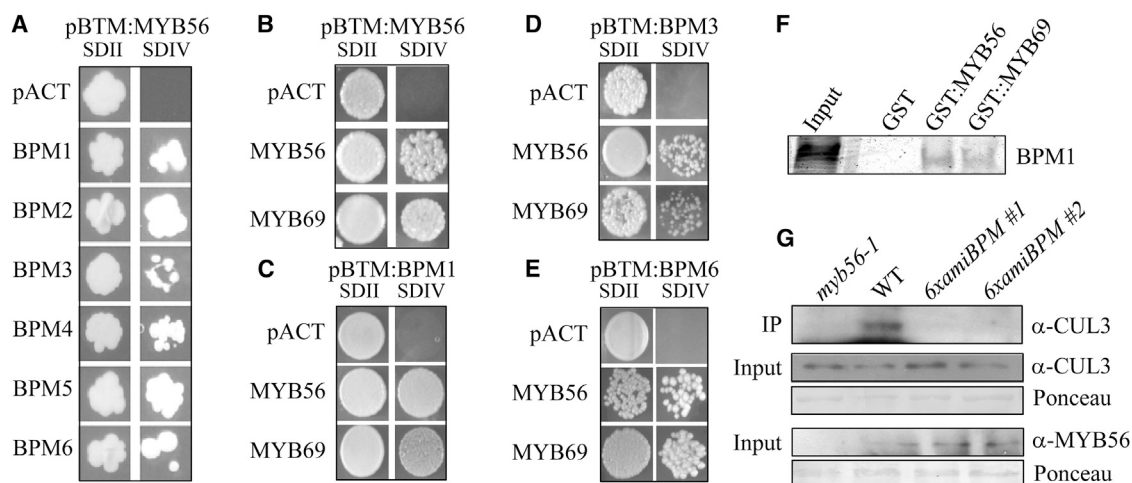 A
pBTM:MYB56
SDII SDIV
pACT
BPM1
BPM2
BPM3
BPM4
BPM5
BPM6
B
pBTM:MYB56
SDII SDIV
pACT
MYB56
MYB69
C
pBTM:BPM1
SDII SDIV
pACT
MYB56
MYB69
D
pBTM:BPM3
SDII SDIV
pACT
MYB56
MYB69
E
pBTM:BPM6
SDII SDIV
pACT
MYB56
MYB69
F
Input
GST
GST:MYB56
GST::MYB69
BPM1
G
myb56-1
WT
6xamiBPM #1
6xamiBPM #2
IP α-CUL3
Input α-CUL3
Ponceau
Input α-MYB56
Ponceau